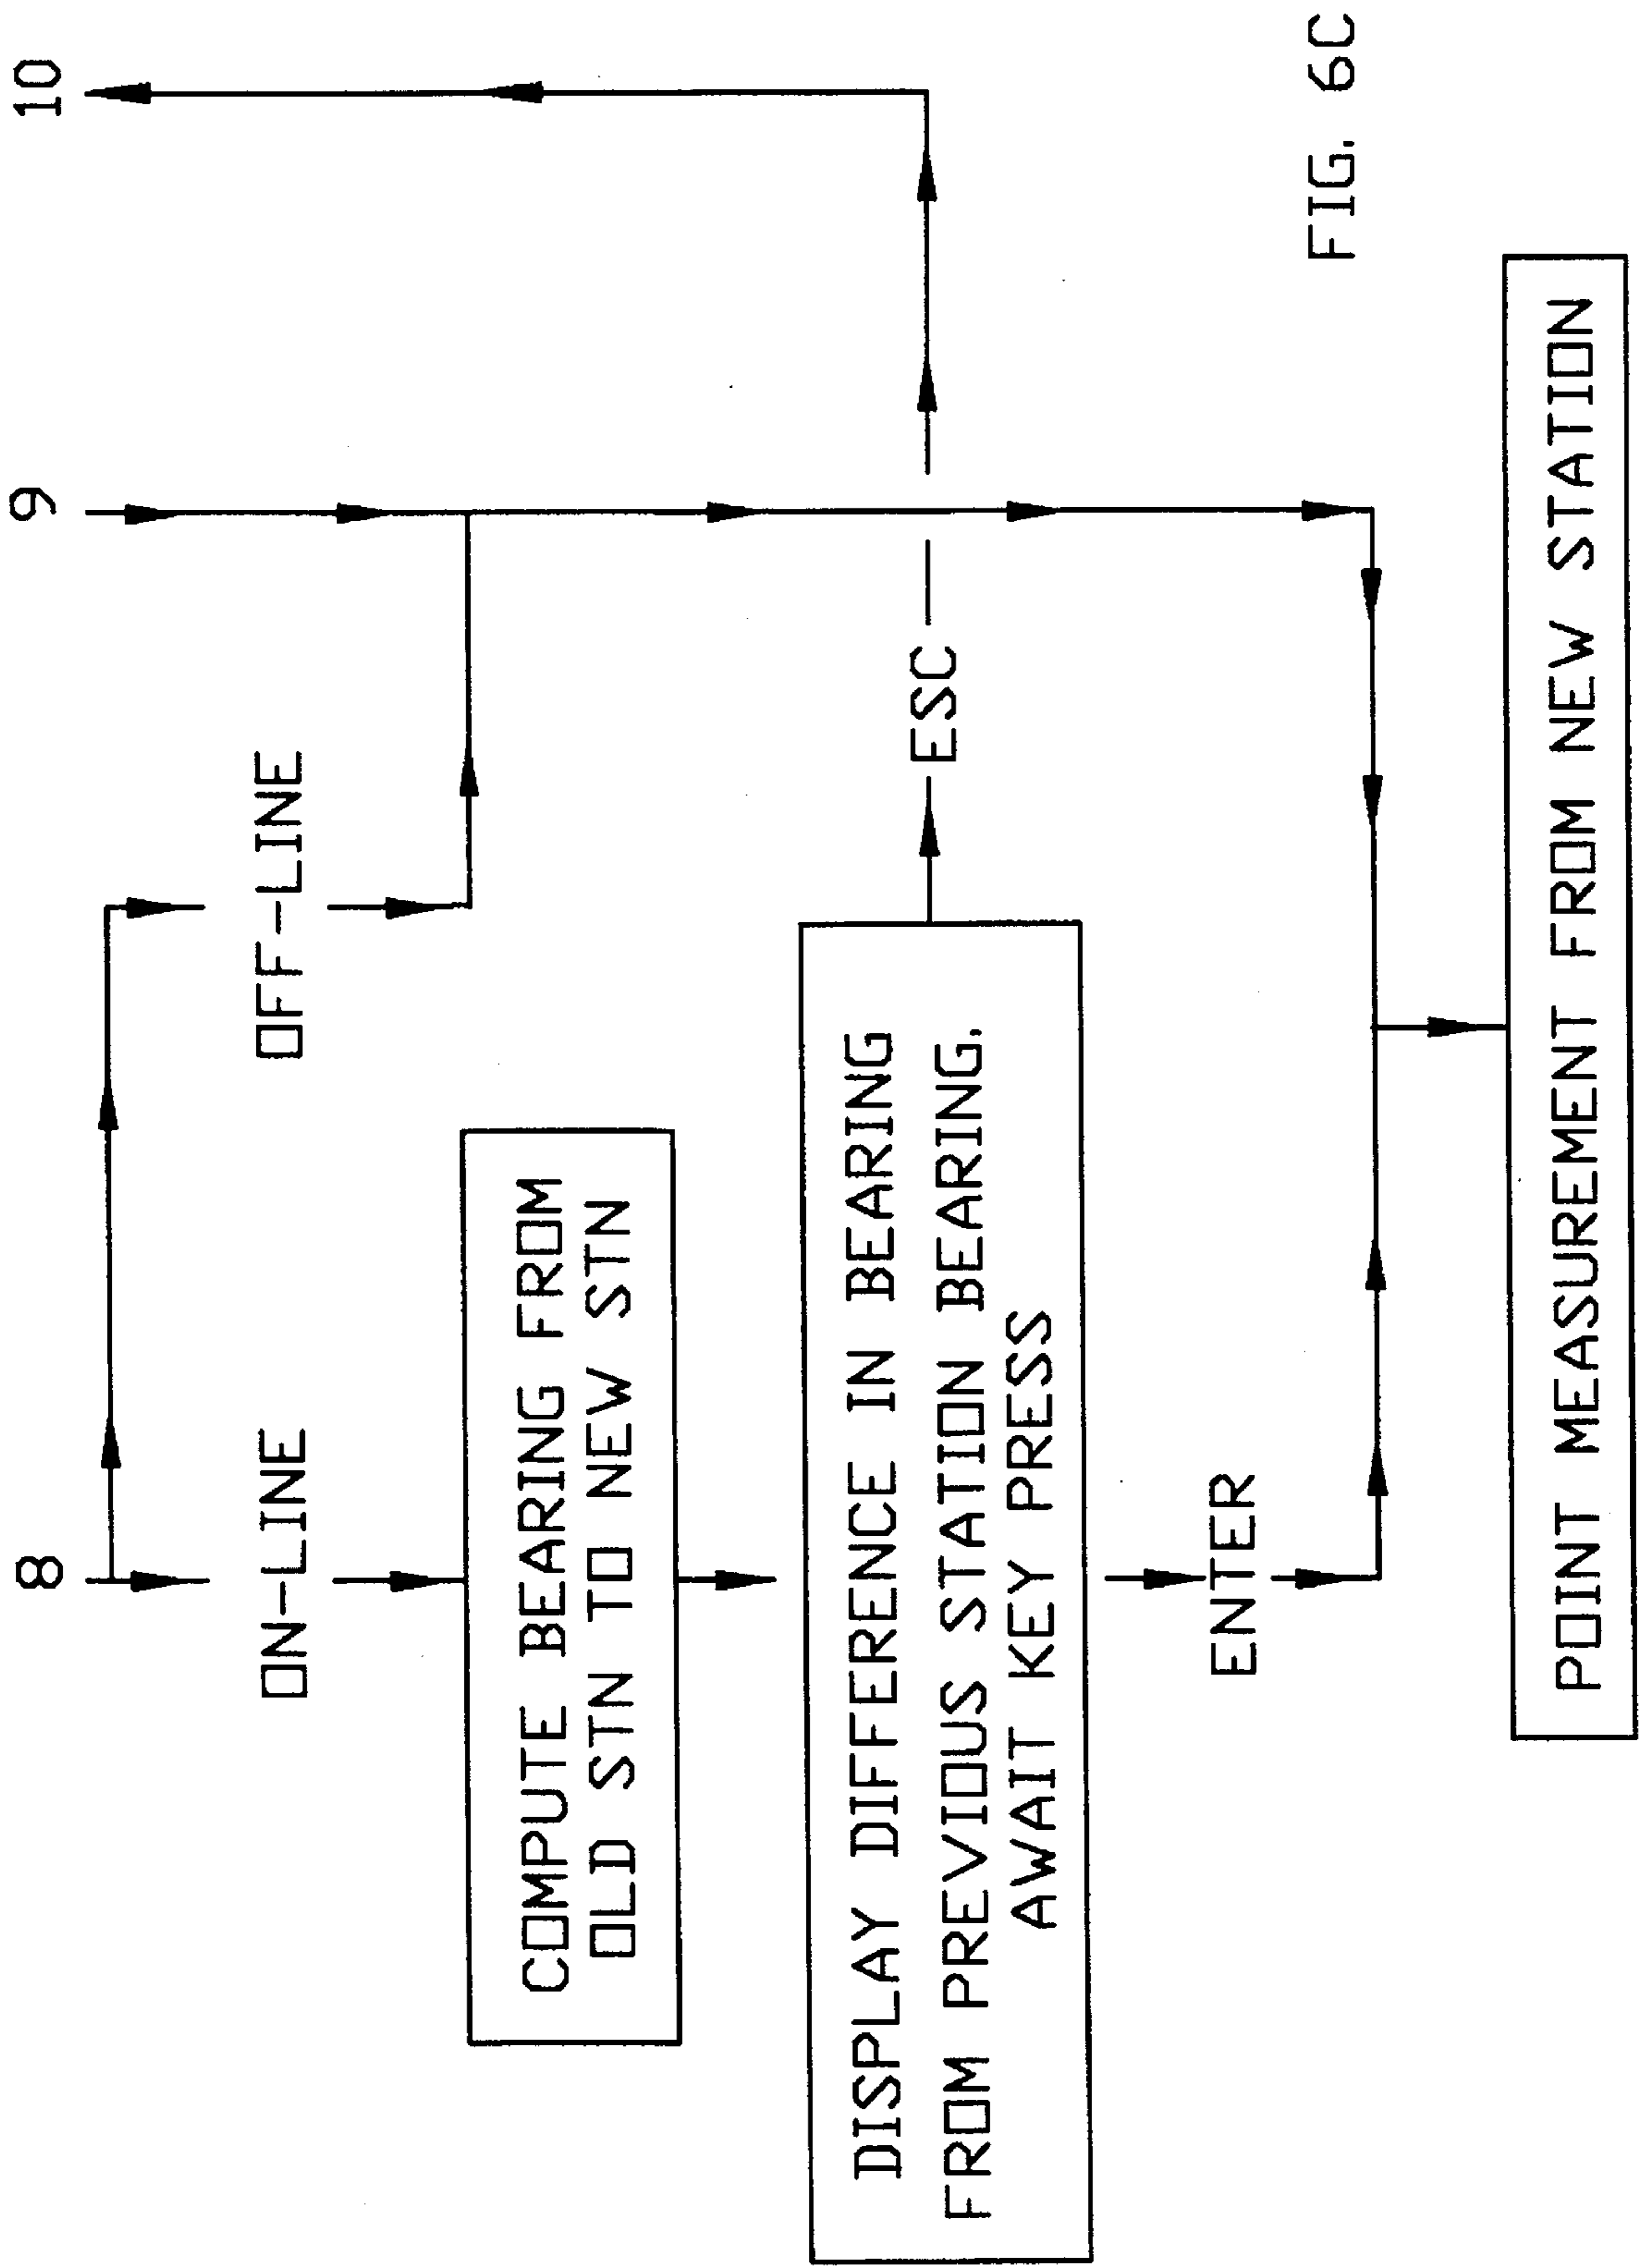 8
9
10
ON-LINE
OFF-LINE
COMPUTE BEARING FROM
OLD STN TO NEW STN
DISPLAY DIFFERENCE IN BEARING
FROM PREVIOUS STATION BEARING.
AWAIT KEY PRESS
ESC
ENTER
FIG. 6C
POINT MEASUREMENT FROM NEW STATION